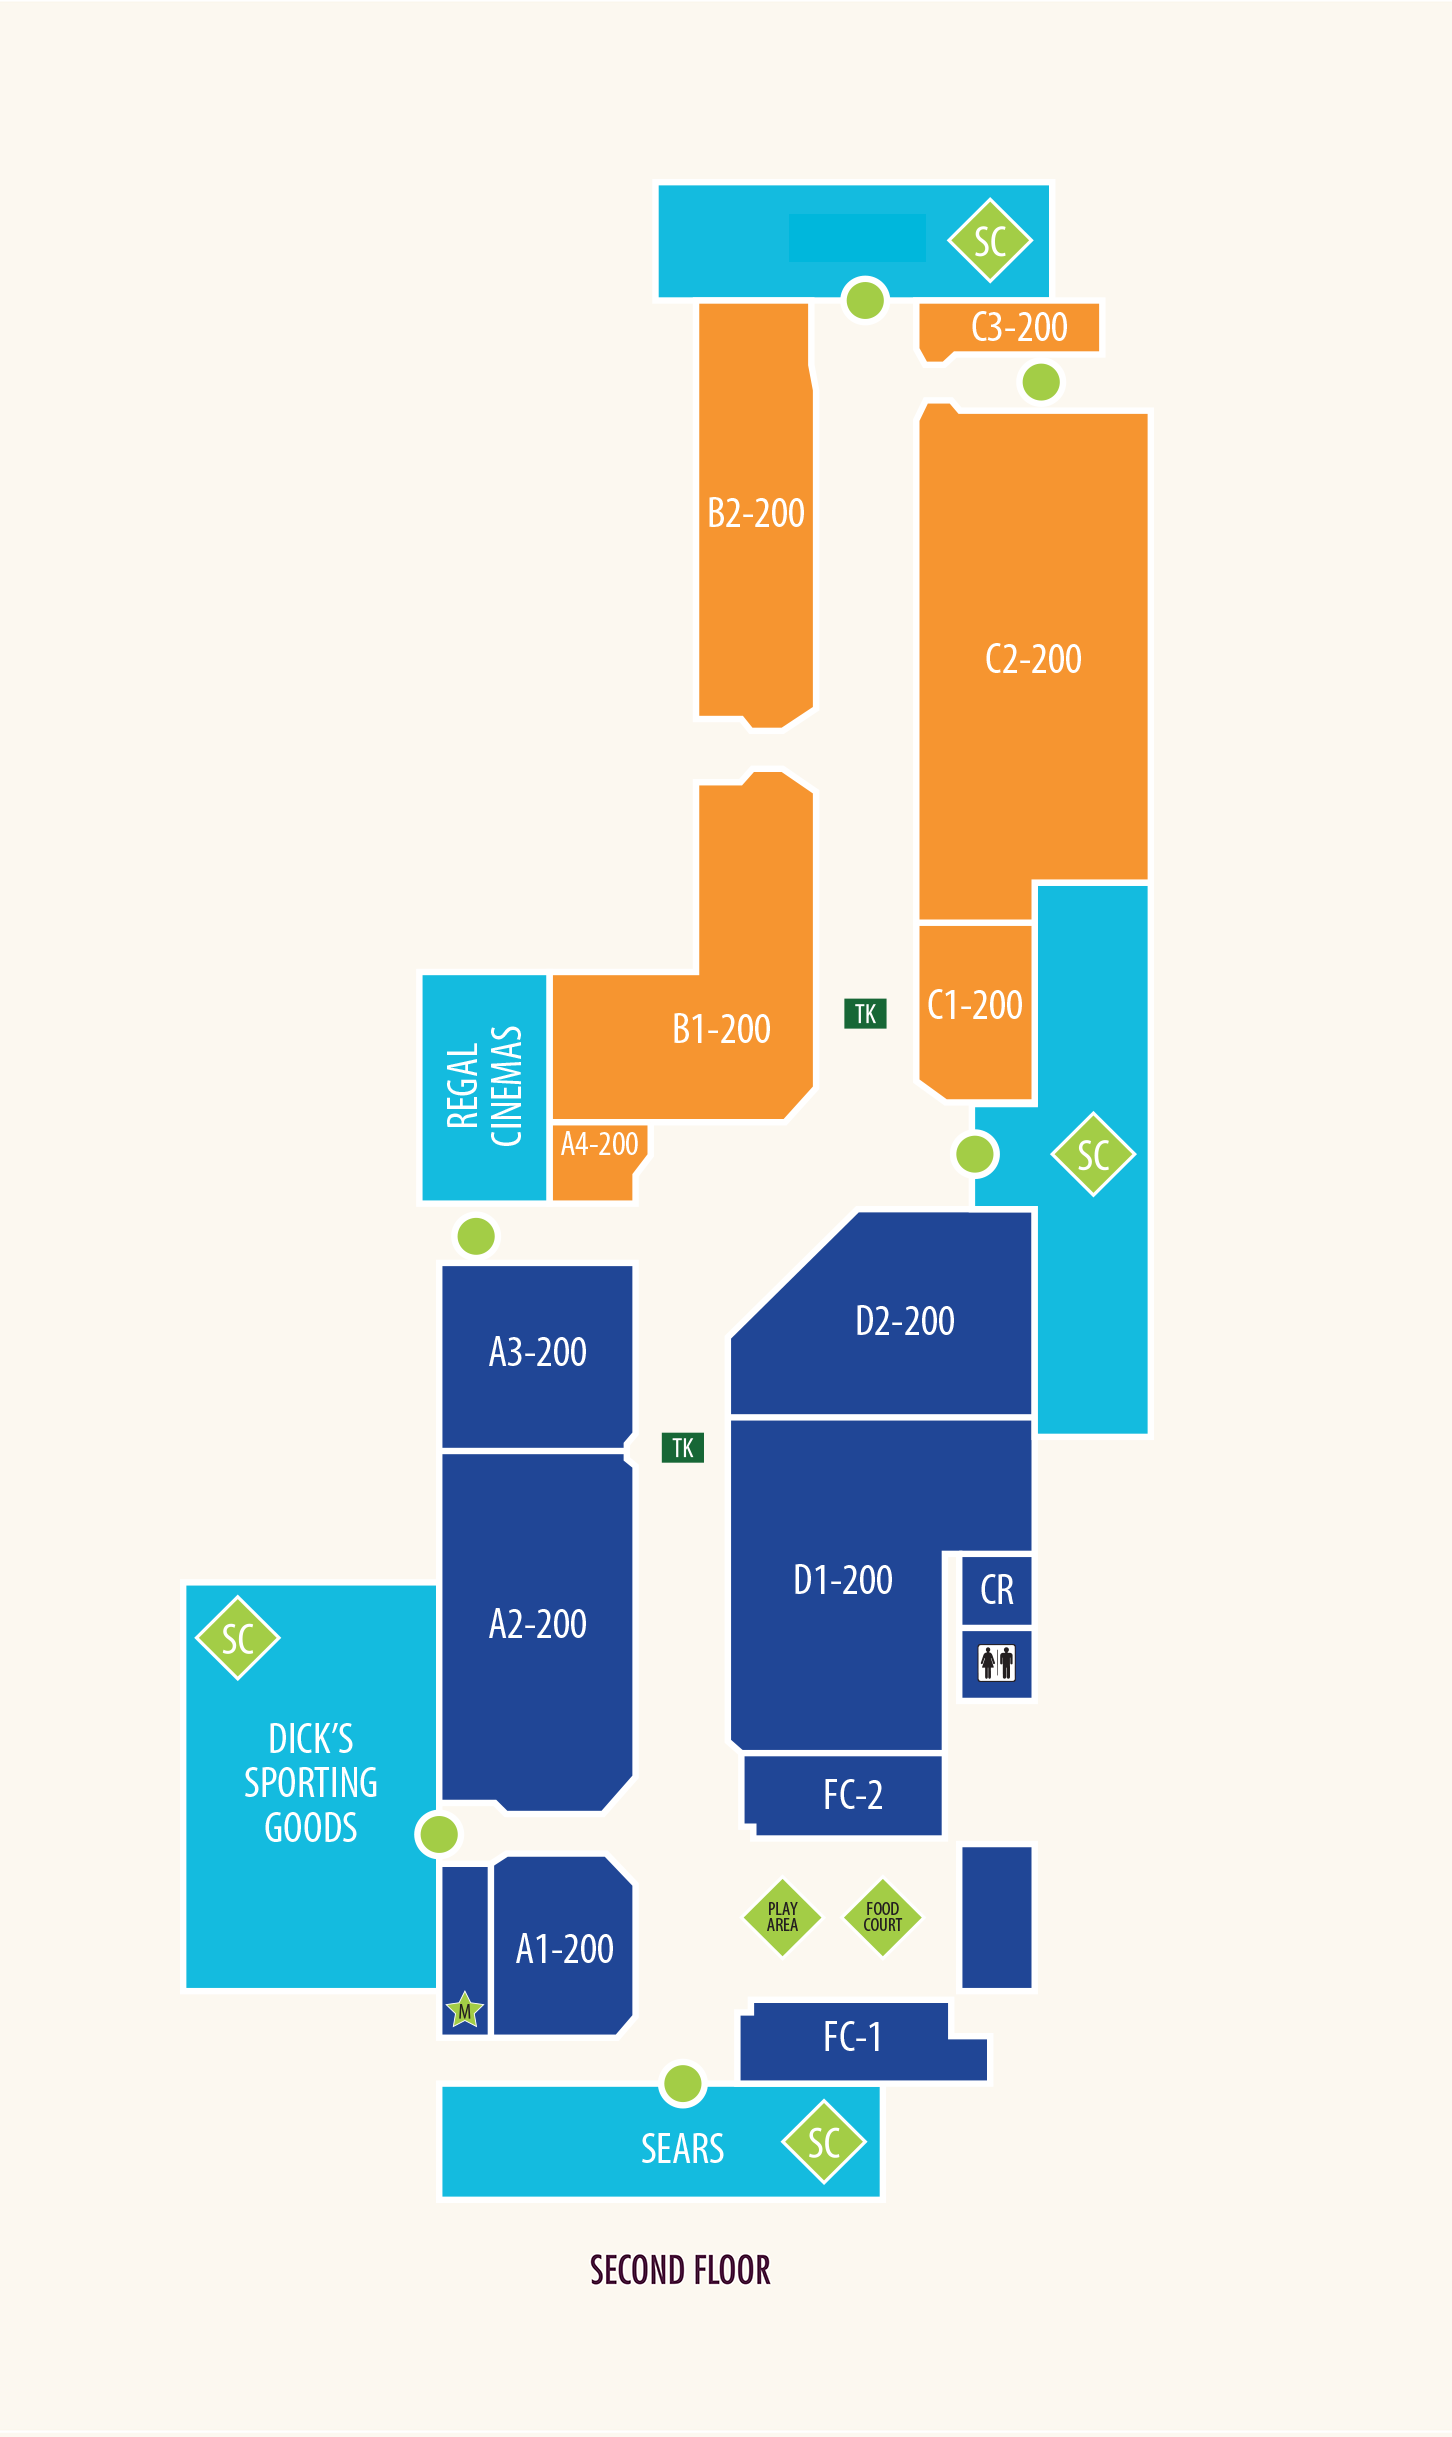 SC
C3-200
B2-200
C2-200
TK
C1-200
B1-200
REGAL
CINEMAS
A4-200
SC
D2-200
A3-200
TK
D1-200
CR
A2-200
SC
DICK'S
SPORTING
GOODS
FC-2
PLAY
AREA
FOOD
COURT
A1-200
M
FC-1
SEARS
SC
SECOND FLOOR